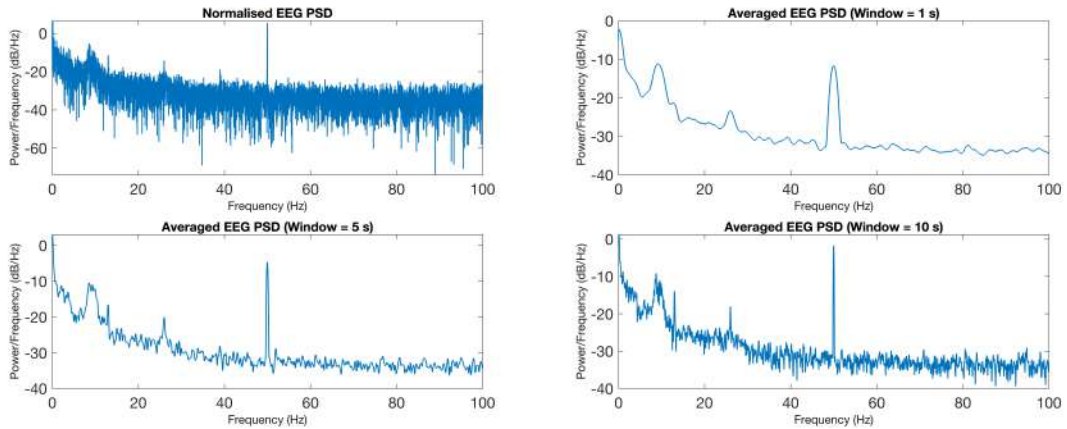 Normalised EEG PSD
Power/Frequency (dB/Hz)
0
-20
-40
-60
0 20 40 60 80 100
Frequency (Hz)
Averaged EEG PSD (Window = 1 s)
Power/Frequency (dB/Hz)
0
-10
-20
-30
-40
0 20 40 60 80 100
Frequency (Hz)
Averaged EEG PSD (Window = 5 s)
Power/Frequency (dB/Hz)
0
-10
-20
-30
-40
0 20 40 60 80 100
Frequency (Hz)
Averaged EEG PSD (Window = 10 s)
Power/Frequency (dB/Hz)
0
-10
-20
-30
-40
0 20 40 60 80 100
Frequency (Hz)